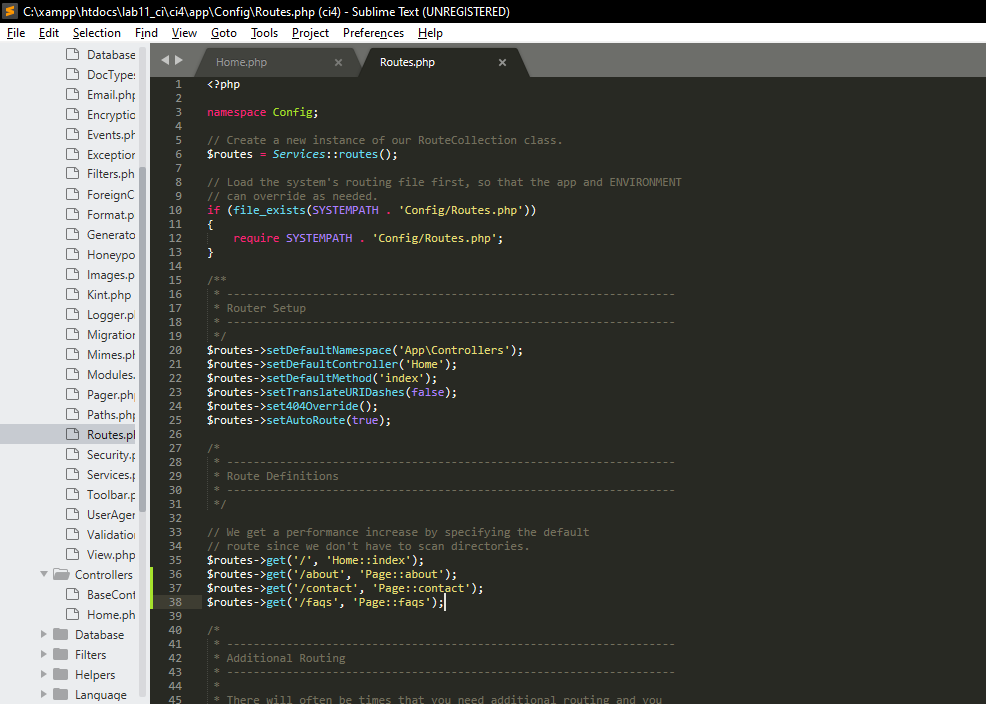 C:\xampp\htdocs\lab11_ci\ci4\app\Config\Routes.php (ci4) - Sublime Text (UNREGISTERED)
File Edit Selection Find View Goto Tools Project Preferences Help
Database
DocType
Email.php
Encryptio
Events.ph
Exception
Filters.ph
ForeignC
Format.p
Generato
Honeypo
Images.p
Kint.php
Logger.p
Migration
Mimes.ph
Modules.
Pager.php
Paths.php
Routes.p
Security.p
Services.p
Toolbar.p
UserAger
Validation
View.php
Controllers
BaseCont
Home.ph
Database
Filters
Helpers
Language
Home.php × Routes.php ×
1 <?php
2
3 namespace Config;
4
5 // Create a new instance of our RouteCollection class.
6 $routes = Services::routes();
7
8 // Load the system's routing file first, so that the app and ENVIRONMENT
9 // can override as needed.
10 if (file_exists(SYSTEMPATH . 'Config/Routes.php'))
11 {
12 require SYSTEMPATH . 'Config/Routes.php';
13 }
14
15 /**
16 * --------------------------------------------------------------------
17 * Router Setup
18 * --------------------------------------------------------------------
19 */
20 $routes->setDefaultNamespace('App\Controllers');
21 $routes->setDefaultController('Home');
22 $routes->setDefaultMethod('index');
23 $routes->setTranslateURIDashes(false);
24 $routes->set404Override();
25 $routes->setAutoRoute(true);
26
27 /*
28 * --------------------------------------------------------------------
29 * Route Definitions
30 * --------------------------------------------------------------------
31 */
32
33 // We get a performance increase by specifying the default
34 // route since we don't have to scan directories.
35 $routes->get('/', 'Home::index');
36 $routes->get('/about', 'Page::about');
37 $routes->get('/contact', 'Page::contact');
38 $routes->get('/faqs', 'Page::faqs');
39
40 /*
41 * --------------------------------------------------------------------
42 * Additional Routing
43 * --------------------------------------------------------------------
44 *
45 * There will often be times that you need additional routing and you